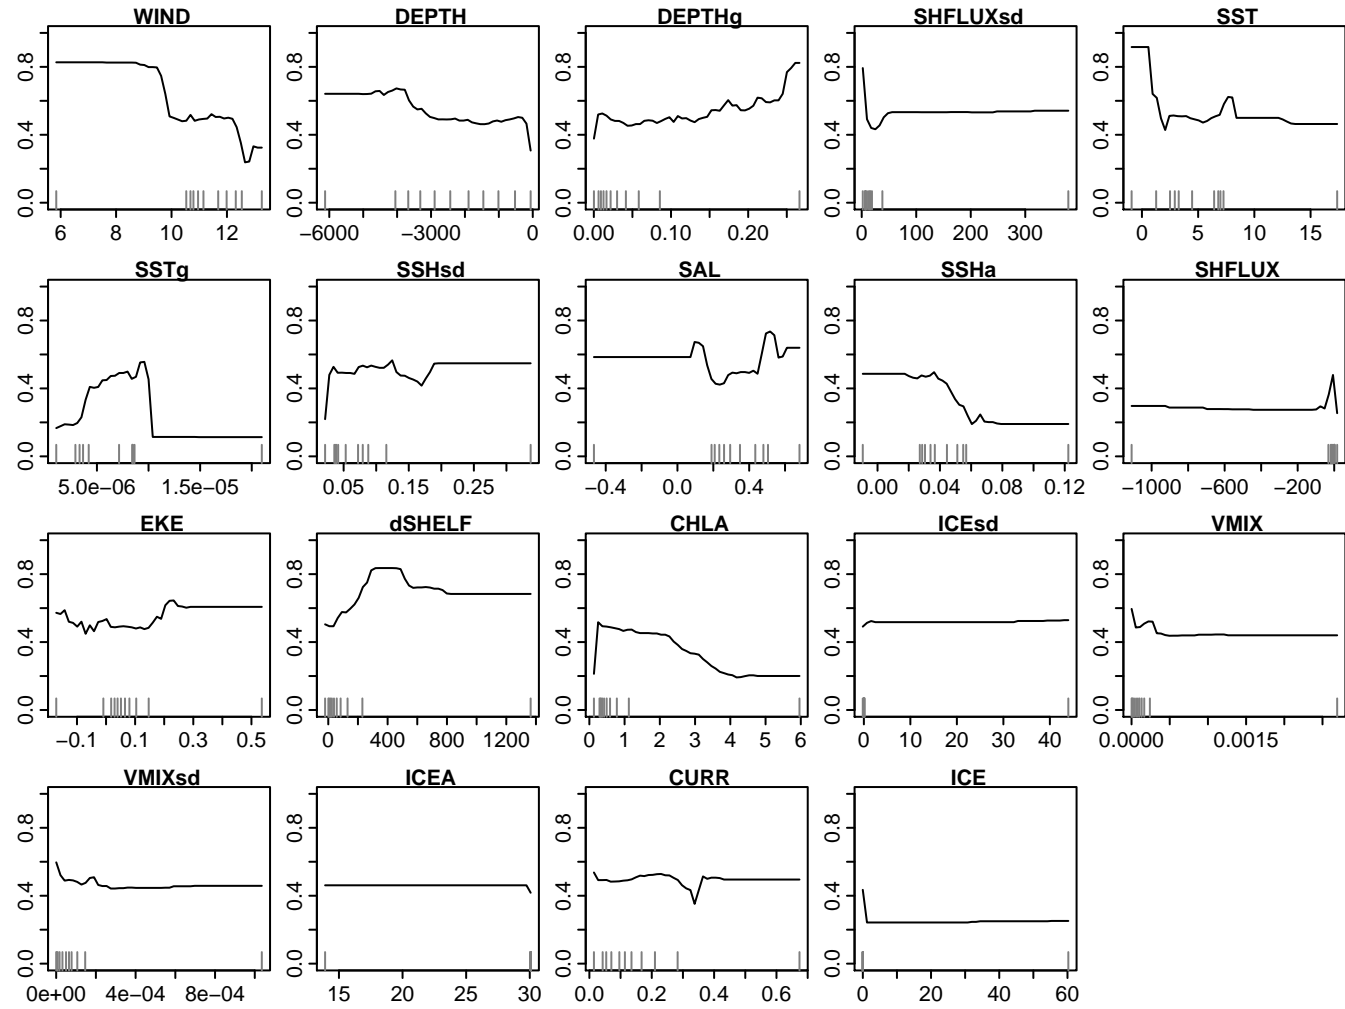 WIND DEPTH DEPTHg SHFLUXsd SST
0.0 0.4 0.8 0.0 0.4 0.8 0.0 0.4 0.8 0.0 0.4 0.8 0.0 0.4 0.8
6 8 10 12 −6000 −3000 0 0.00 0.10 0.20 0 100 200 300 0 5 10 15
SSTg SSHsd SAL SSHa SHFLUX
0.0 0.4 0.8 0.0 0.4 0.8 0.0 0.4 0.8 0.0 0.4 0.8 0.0 0.4 0.8
5.0e−06 1.5e−05 0.05 0.15 0.25 −0.4 0.0 0.4 0.00 0.04 0.08 0.12 −1000 −600 −200
EKE dSHELF CHLA ICEsd VMIX
0.0 0.4 0.8 0.0 0.4 0.8 0.0 0.4 0.8 0.0 0.4 0.8 0.0 0.4 0.8
−0.1 0.1 0.3 0.5 0 400 800 1200 0 1 2 3 4 5 6 0 10 20 30 40 0.0000 0.0015
VMIXsd ICEA CURR ICE
0.0 0.4 0.8 0.0 0.4 0.8 0.0 0.4 0.8 0.0 0.4 0.8
0e+00 4e−04 8e−04 15 20 25 30 0.0 0.2 0.4 0.6 0 20 40 60